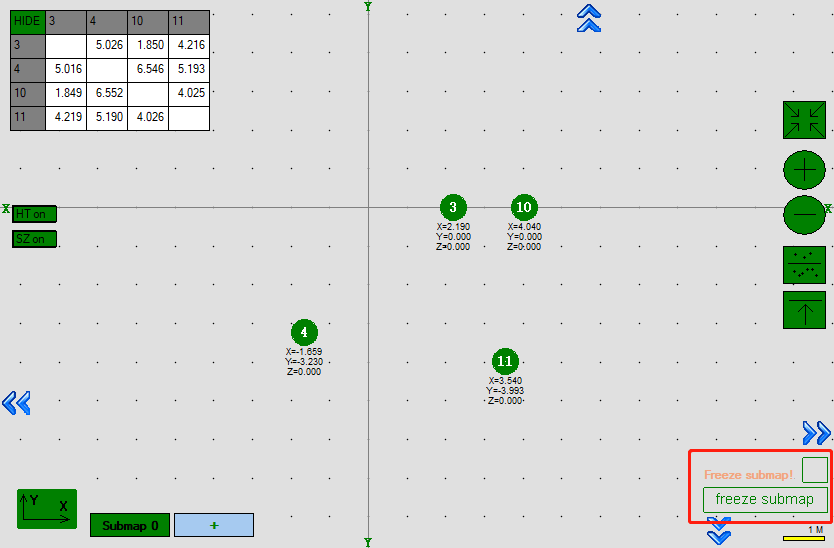 HIDE 3 4 10 11
3 5.026 1.850 4.216
4 5.016 6.546 5.193
10 1.849 6.552 4.025
11 4.219 5.190 4.026
Y
X
X
HT on
SZ on
3
X=2.190
Y=0.000
Z=0.000
10
X=4.040
Y=0.000
Z=0.000
4
X=-1.659
Y=-3.230
Z=0.000
11
X=3.540
Y=-3.993
Z=0.000
Freeze submap!
freeze submap
Y X
Submap 0
+
1 M
Y